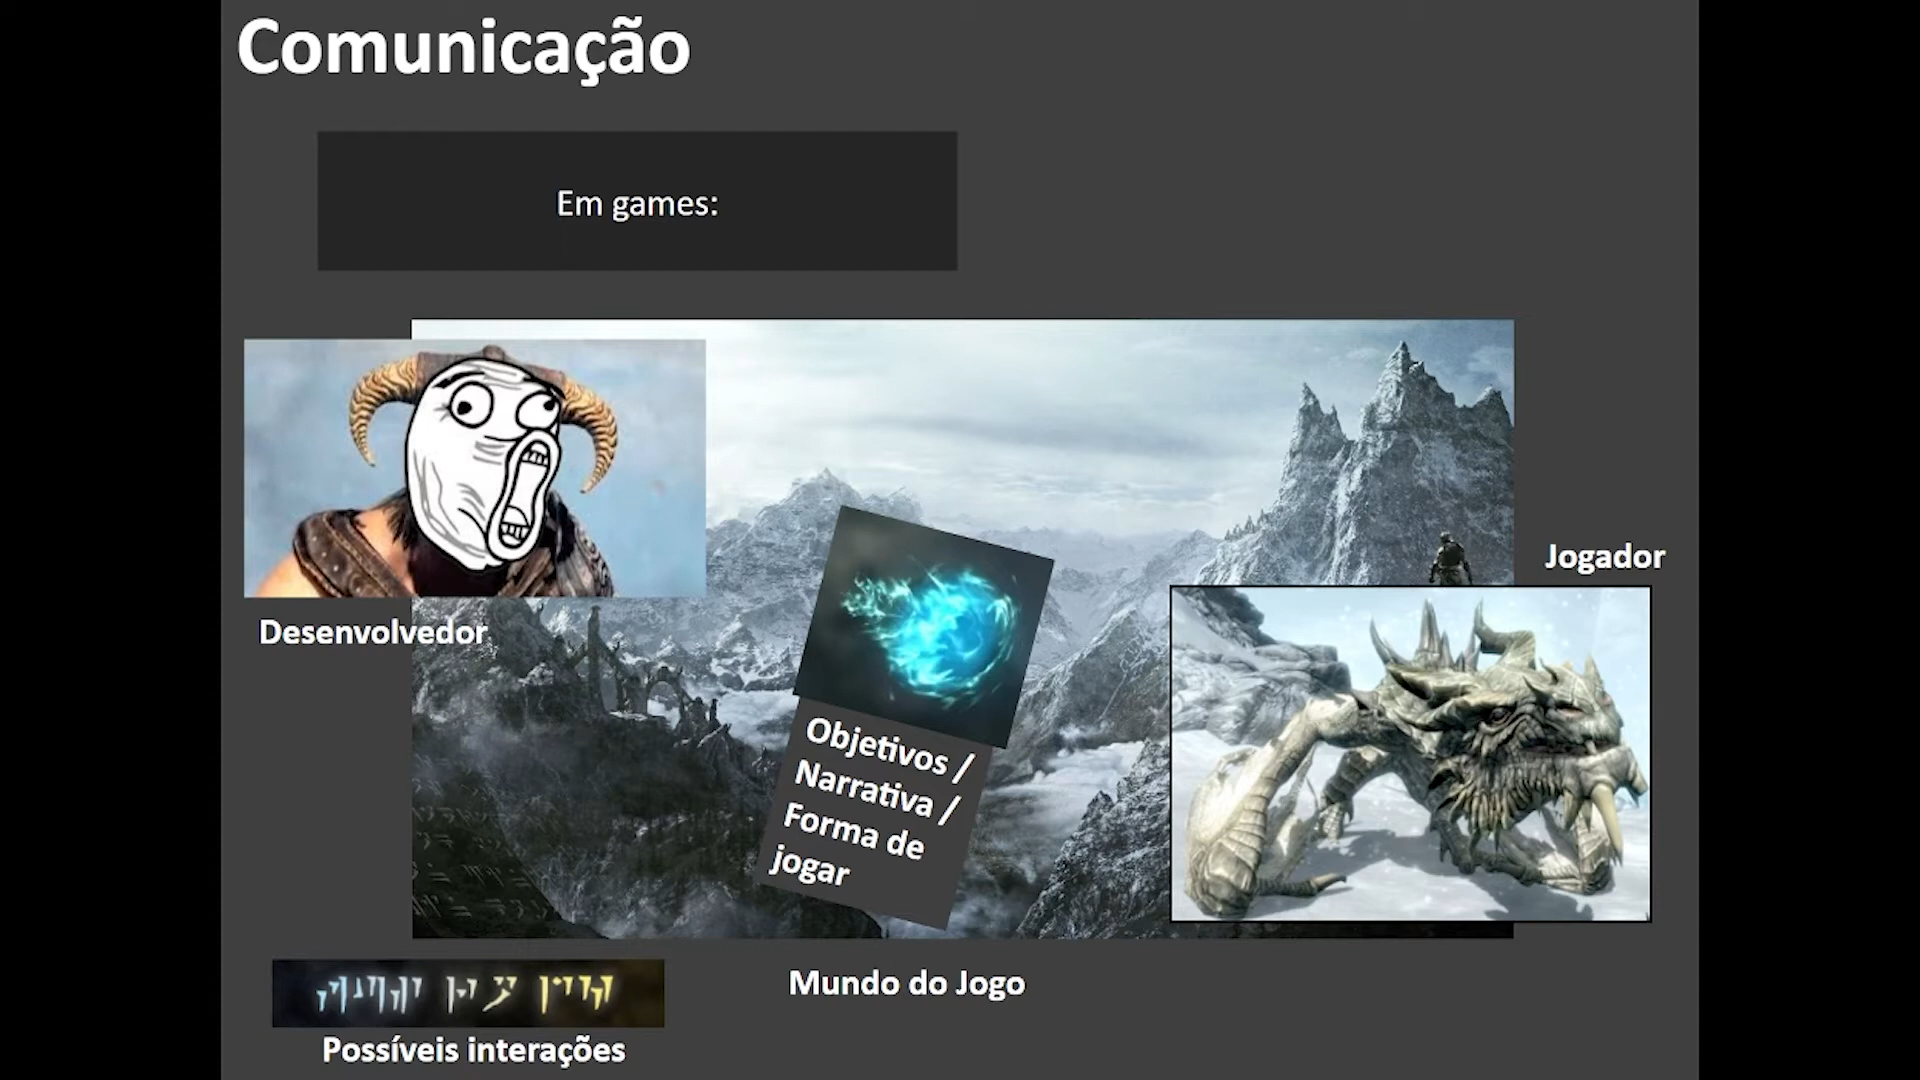 Comunicação
Em games:
Desenvolvedor
Jogador
Objetivos /
Narrativa /
Forma de
jogar
Mundo do Jogo
Possíveis interações